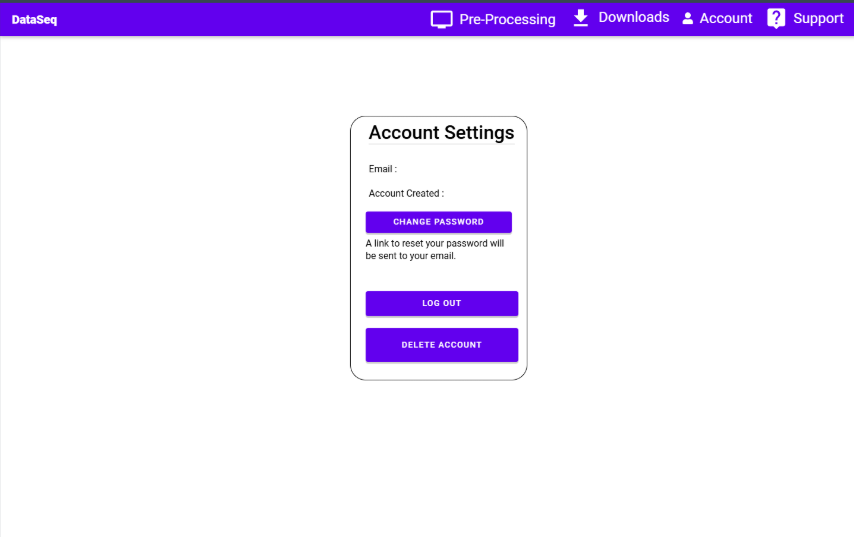 DataSeq
Pre-Processing
Downloads
Account
Support
Account Settings
Email :
Account Created :
CHANGE PASSWORD
A link to reset your password will
be sent to your email.
LOG OUT
DELETE ACCOUNT